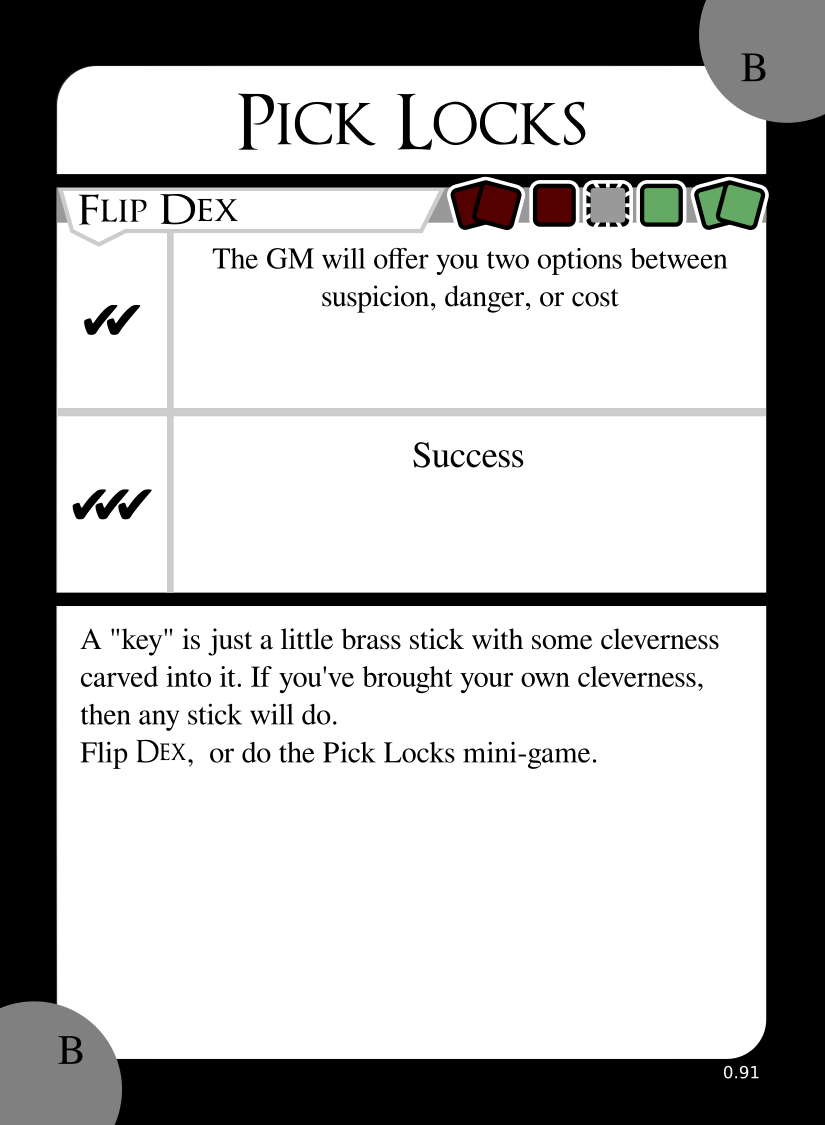 B
Pick Locks
Flip Dex
The GM will offer you two options between
suspicion, danger, or cost
✔✔
Success
✔✔✔
A "key" is just a little brass stick with some cleverness
carved into it. If you've brought your own cleverness,
then any stick will do.
Flip Dex, or do the Pick Locks mini-game.
B
0.91